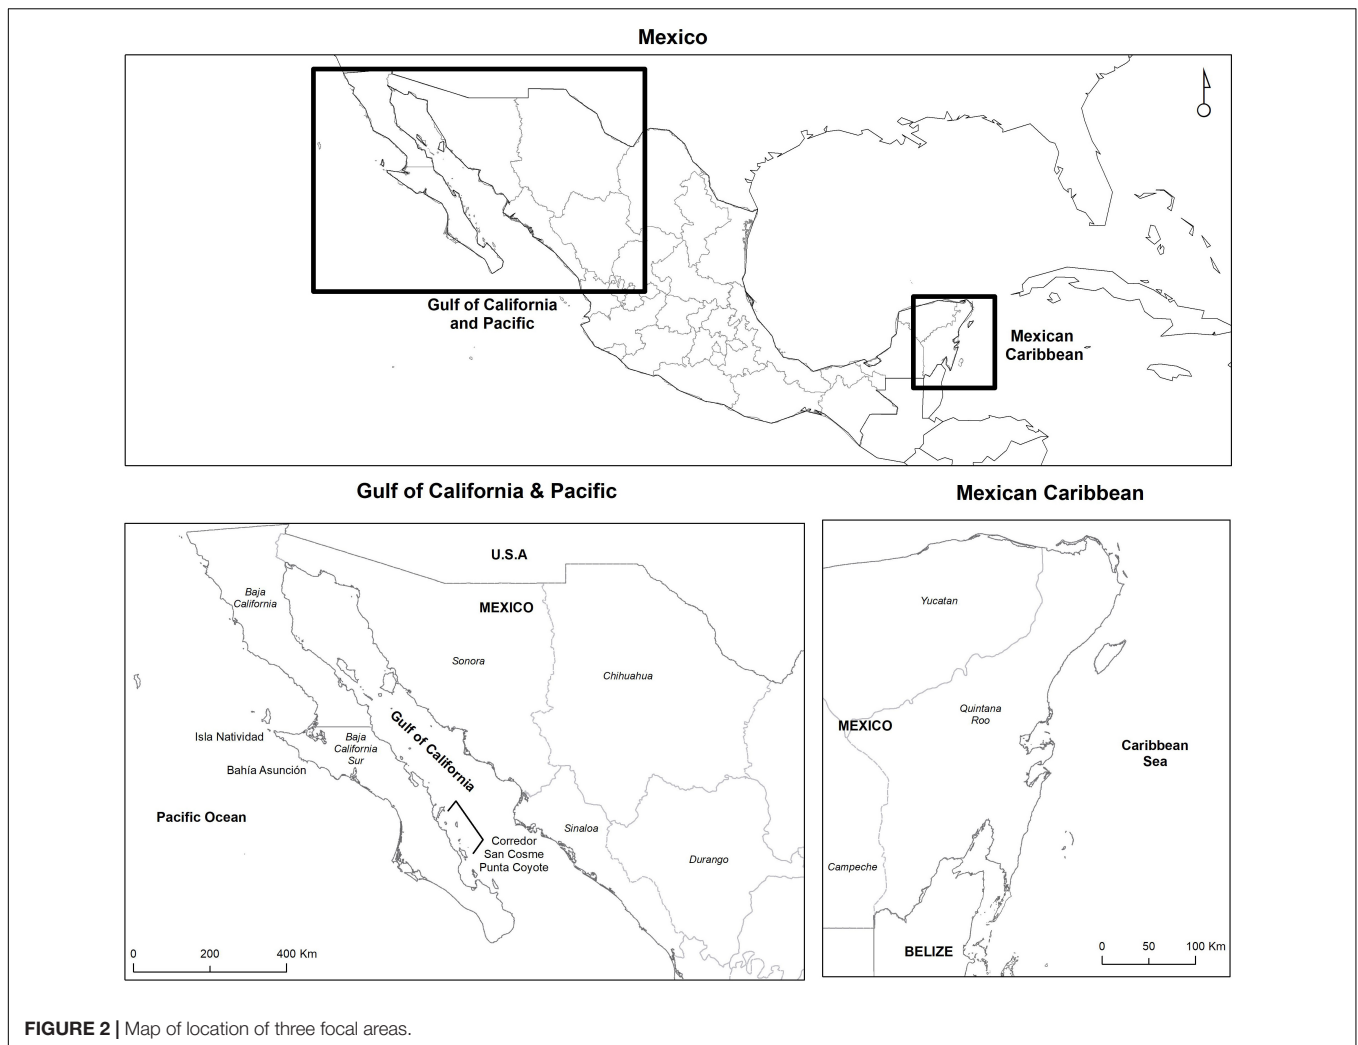 Mexico
Gulf of California
and Pacific
Mexican
Caribbean
Gulf of California & Pacific
U.S.A
MEXICO
Baja
California
Sonora
Chihuahua
Gulf of California
Isla Natividad
Baja
California
Sur
Bahía Asunción
Pacific Ocean
Sinaloa
Corredor
San Cosme
Punta Coyote
Durango
0 200 400 Km
Mexican Caribbean
Yucatan
Quintana
Roo
MEXICO
Caribbean
Sea
Campeche
BELIZE
0 50 100 Km
FIGURE 2 | Map of location of three focal areas.